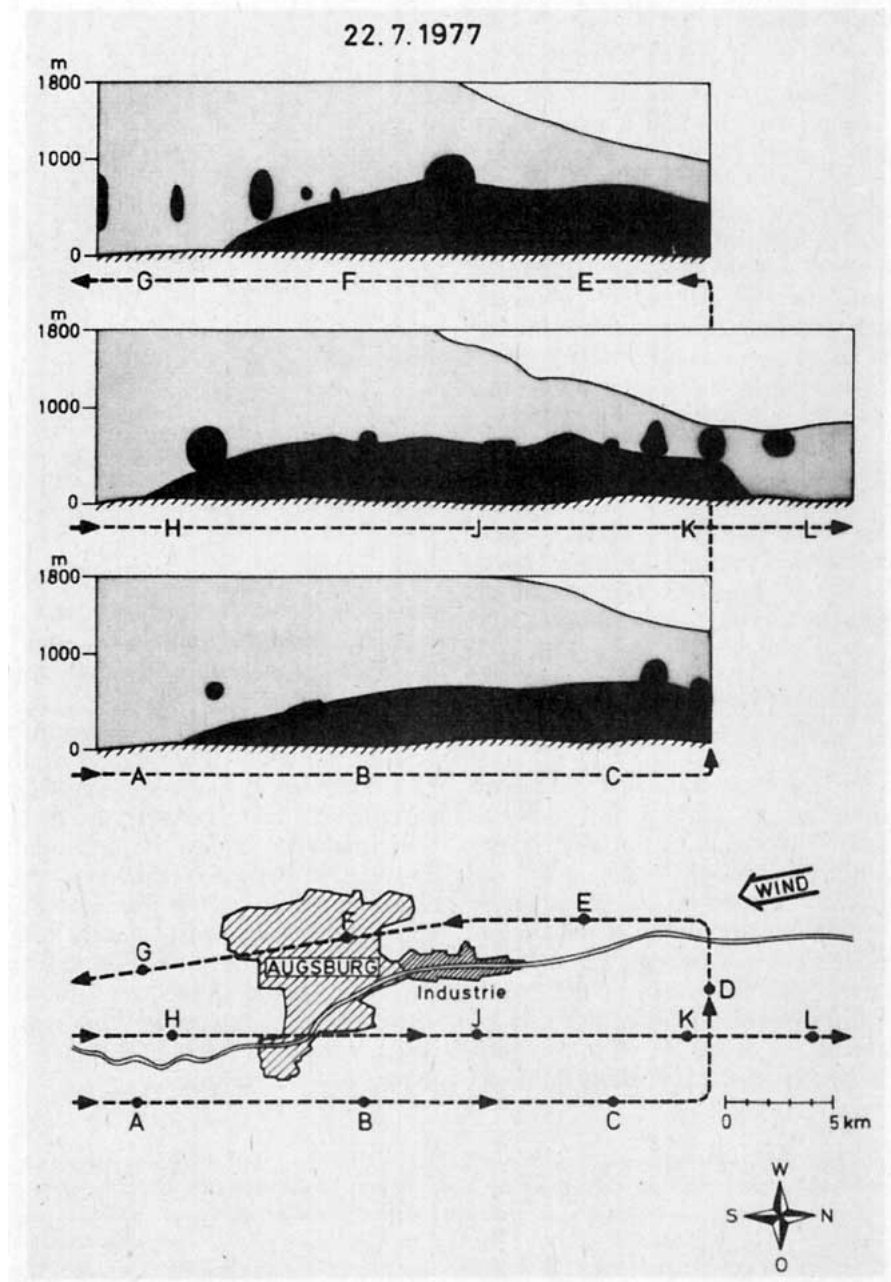 22.7.1977
m
1800
1000
0
G F E
m
1800
1000
0
H J K L
m
1800
1000
0
A B C
WIND
E
F
G
AUGSBURG
Industrie
D
H J K L
A B C
0 5 km
W
S N
O